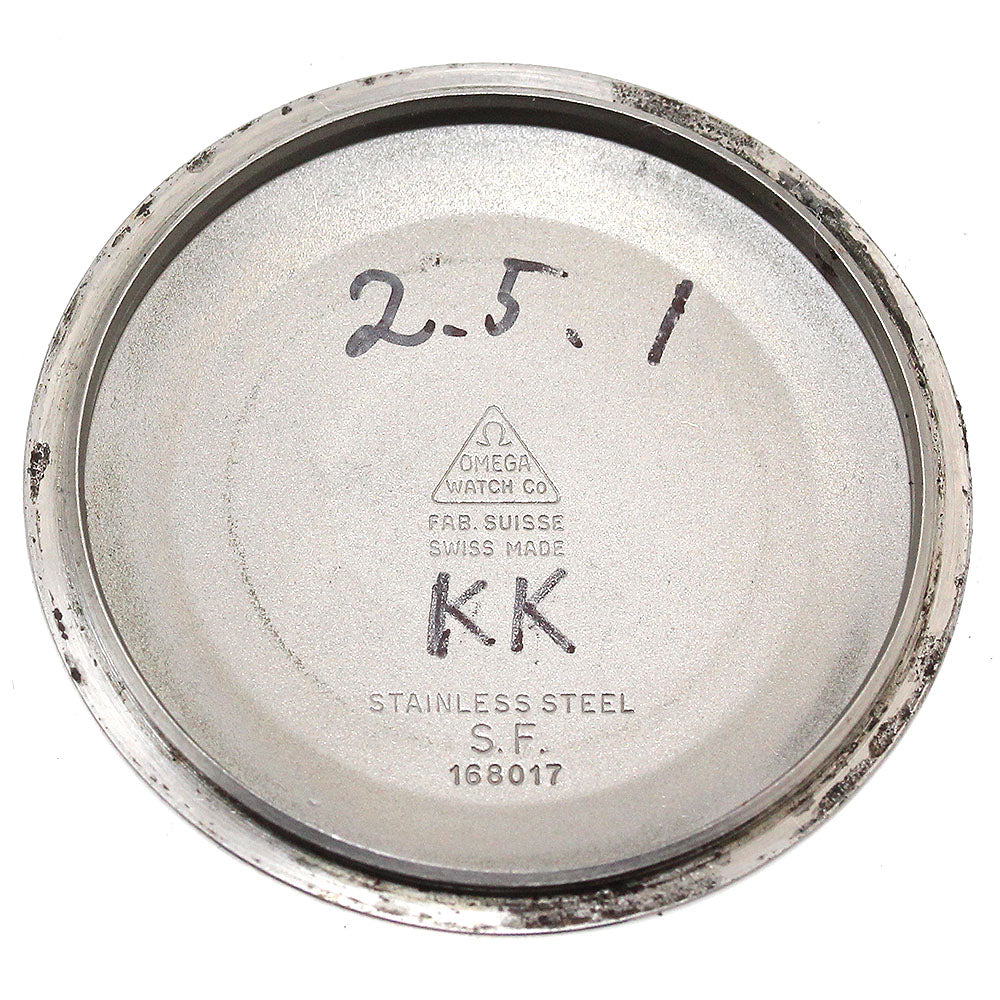 2.5.1
Ω
OMEGA
WATCH Co
FAB. SUISSE
SWISS MADE
KK
STAINLESS STEEL
S.F.
168017